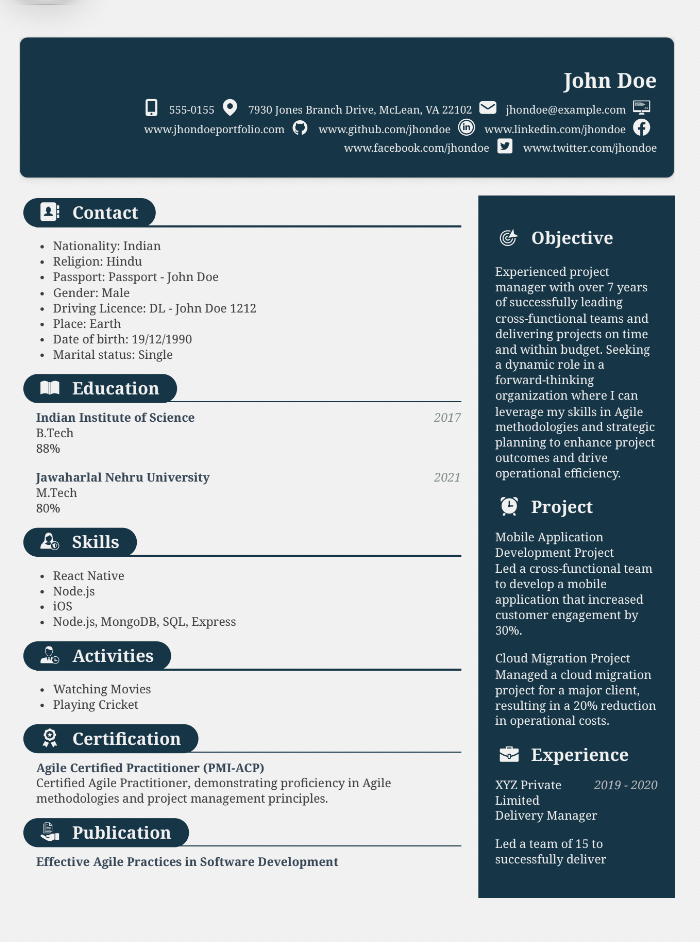 John Doe
555-0155 7930 Jones Branch Drive, McLean, VA 22102 jhondoe@example.com
www.jhondoeportfolio.com www.github.com/jhondoe www.linkedin.com/jhondoe
www.facebook.com/jhondoe www.twitter.com/jhondoe
Contact
• Nationality: Indian
• Religion: Hindu
• Passport: Passport - John Doe
• Gender: Male
• Driving Licence: DL - John Doe 1212
• Place: Earth
• Date of birth: 19/12/1990
• Marital status: Single
Education
Indian Institute of Science 2017
B.Tech
88%
Jawaharlal Nehru University 2021
M.Tech
80%
Skills
• React Native
• Node.js
• iOS
• Node.js, MongoDB, SQL, Express
Activities
• Watching Movies
• Playing Cricket
Certification
Agile Certified Practitioner (PMI-ACP)
Certified Agile Practitioner, demonstrating proficiency in Agile
methodologies and project management principles.
Publication
Effective Agile Practices in Software Development
Objective
Experienced project
manager with over 7 years
of successfully leading
cross-functional teams and
delivering projects on time
and within budget. Seeking
a dynamic role in a
forward-thinking
organization where I can
leverage my skills in Agile
methodologies and strategic
planning to enhance project
outcomes and drive
operational efficiency.
Project
Mobile Application
Development Project
Led a cross-functional team
to develop a mobile
application that increased
customer engagement by
30%.
Cloud Migration Project
Managed a cloud migration
project for a major client,
resulting in a 20% reduction
in operational costs.
Experience
XYZ Private 2019 - 2020
Limited
Delivery Manager
Led a team of 15 to
successfully deliver